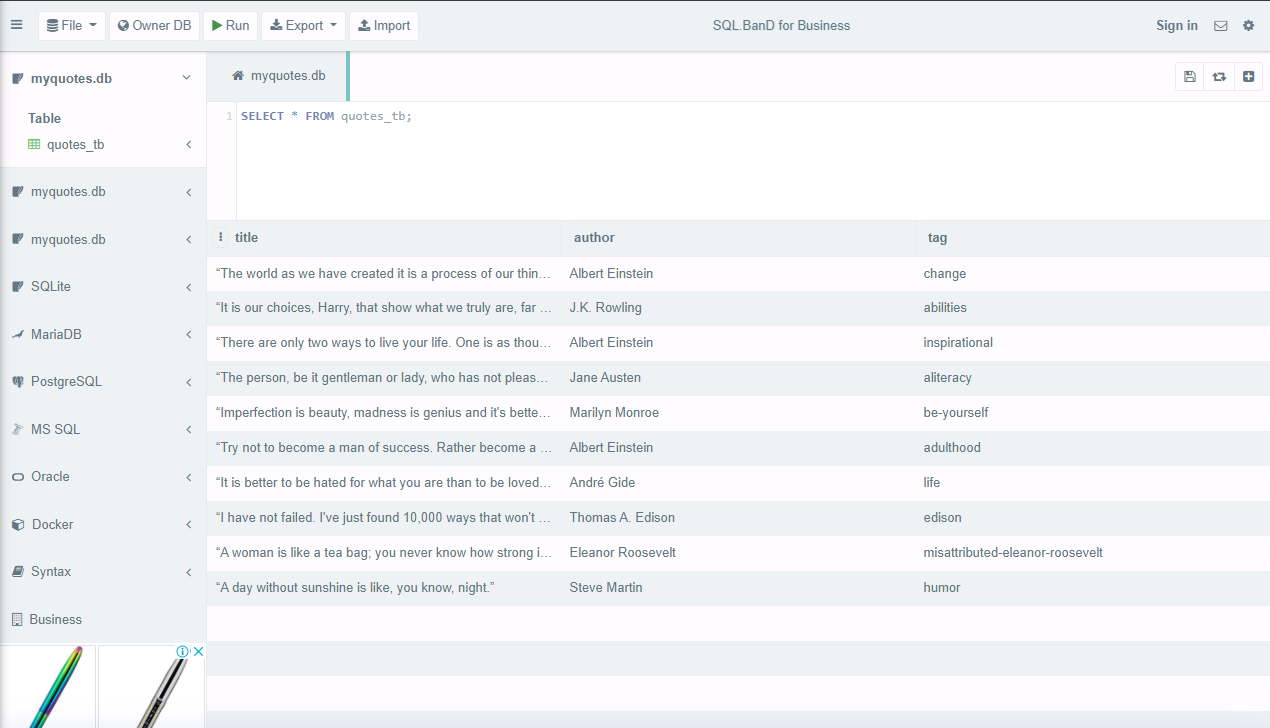 File Owner DB Run Export Import SQL.BanD for Business Sign in
myquotes.db
Table
quotes_tb
myquotes.db
myquotes.db
SQLite
MariaDB
PostgreSQL
MS SQL
Oracle
Docker
Syntax
Business
myquotes.db
1 SELECT * FROM quotes_tb;
title author tag
“The world as we have created it is a process of our thin... Albert Einstein change
“It is our choices, Harry, that show what we truly are, far ... J.K. Rowling abilities
“There are only two ways to live your life. One is as thou... Albert Einstein inspirational
“The person, be it gentleman or lady, who has not pleas... Jane Austen aliteracy
“Imperfection is beauty, madness is genius and it's bette... Marilyn Monroe be-yourself
“Try not to become a man of success. Rather become a ... Albert Einstein adulthood
“It is better to be hated for what you are than to be loved... André Gide life
“I have not failed. I've just found 10,000 ways that won't ... Thomas A. Edison edison
“A woman is like a tea bag; you never know how strong i... Eleanor Roosevelt misattributed-eleanor-roosevelt
“A day without sunshine is like, you know, night.” Steve Martin humor